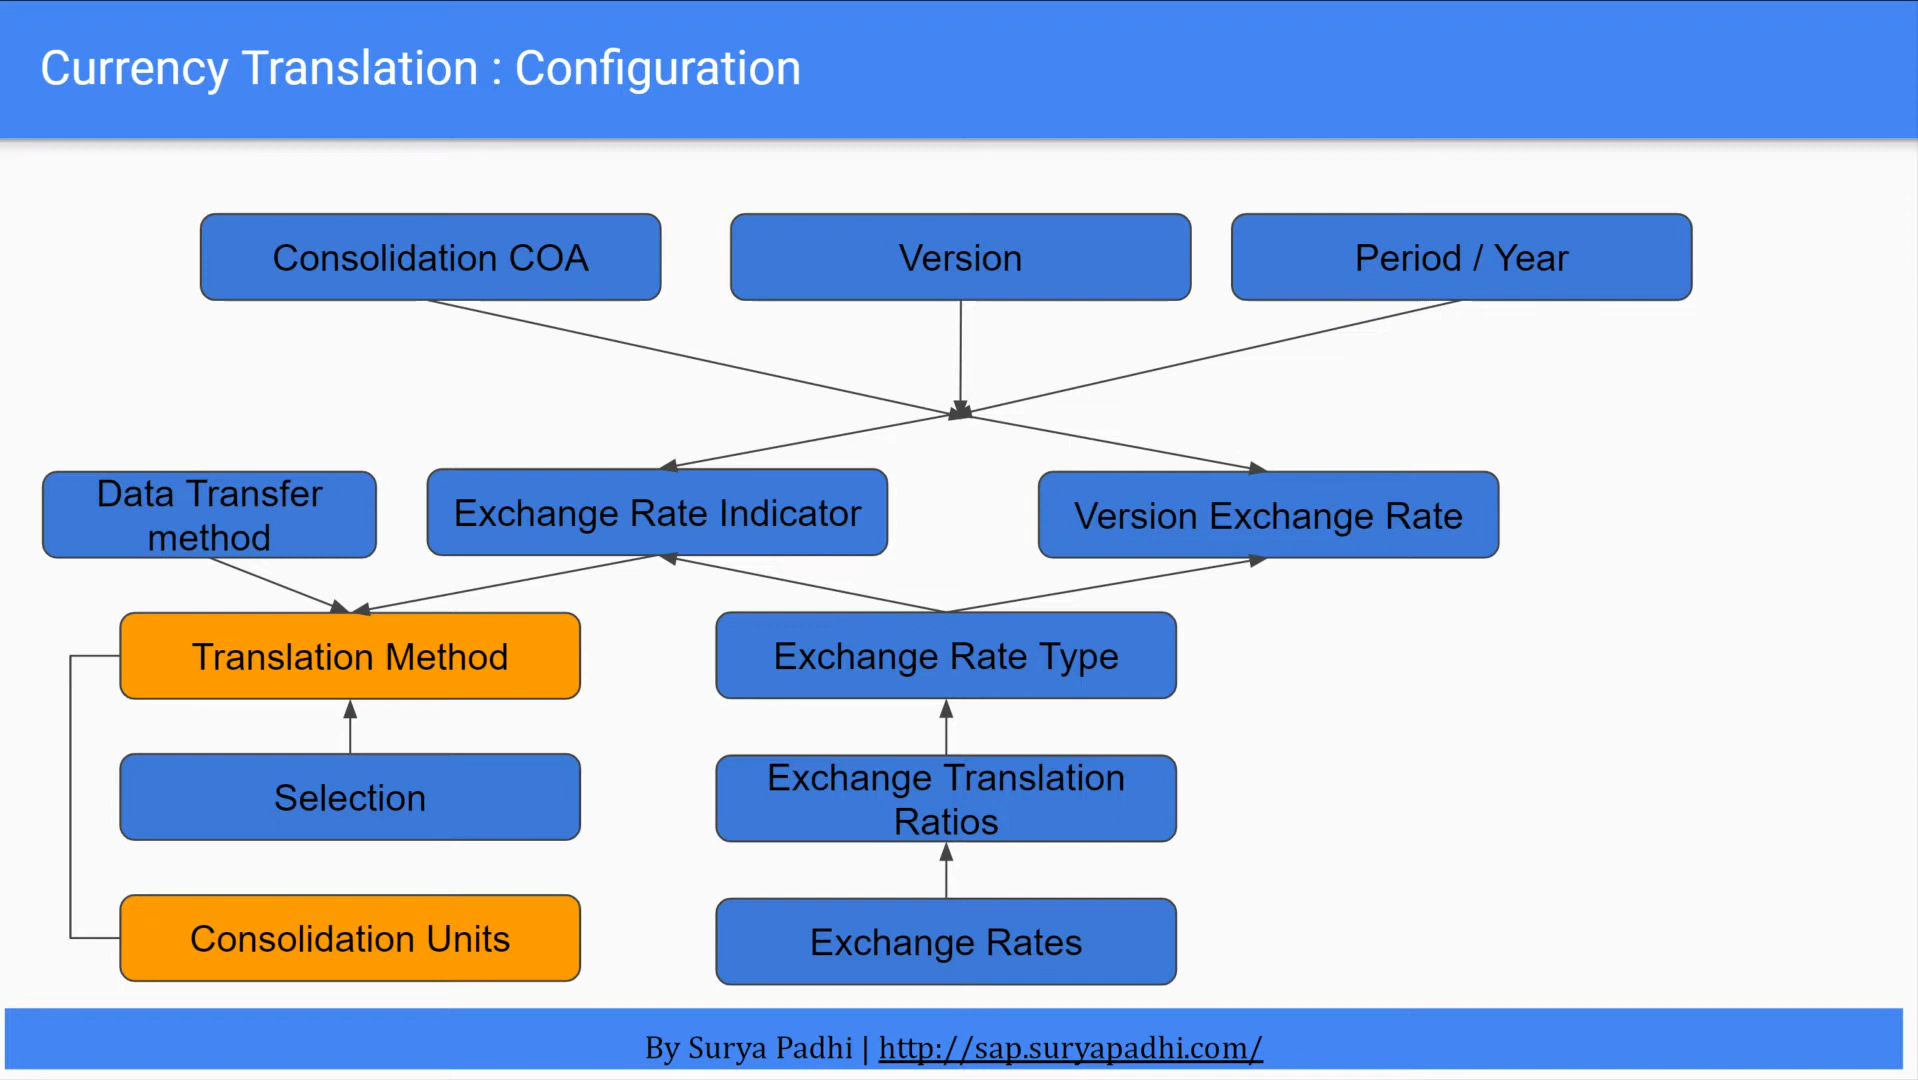 Currency Translation : Configuration
Consolidation COA
Version
Period / Year
Data Transfer
method
Exchange Rate Indicator
Version Exchange Rate
Translation Method
Exchange Rate Type
Selection
Exchange Translation
Ratios
Consolidation Units
Exchange Rates
By Surya Padhi | http://sap.suryapadhi.com/